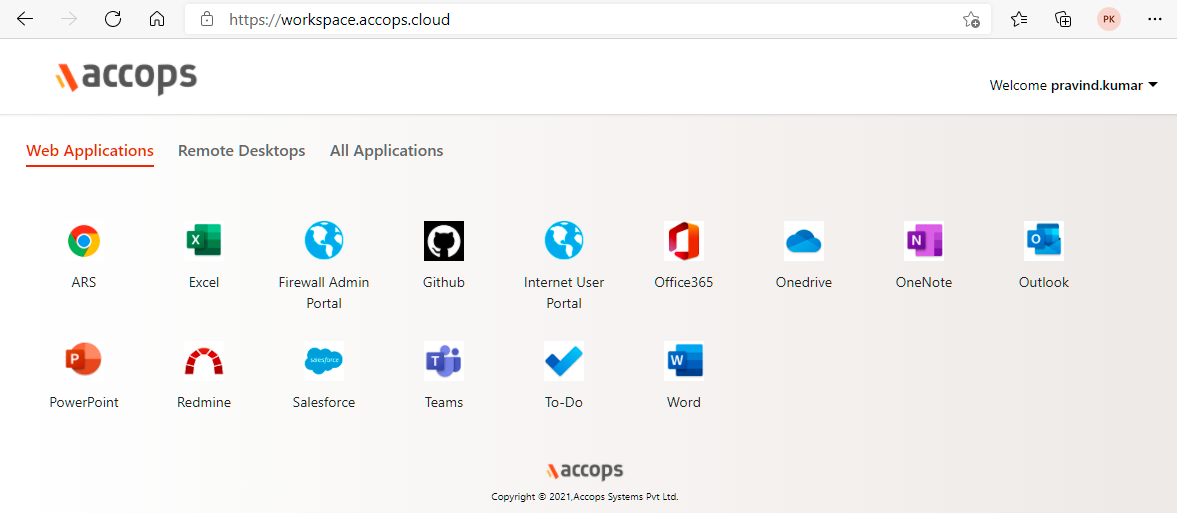 https://workspace.accops.cloud
PK
accops
Welcome pravind.kumar
Web Applications Remote Desktops All Applications
X
O
N
O
ARS Excel Firewall Admin Portal Github Internet User Portal Office365 Onedrive OneNote Outlook
P
salesforce
T
W
PowerPoint Redmine Salesforce Teams To-Do Word
accops
Copyright © 2021,Accops Systems Pvt Ltd.